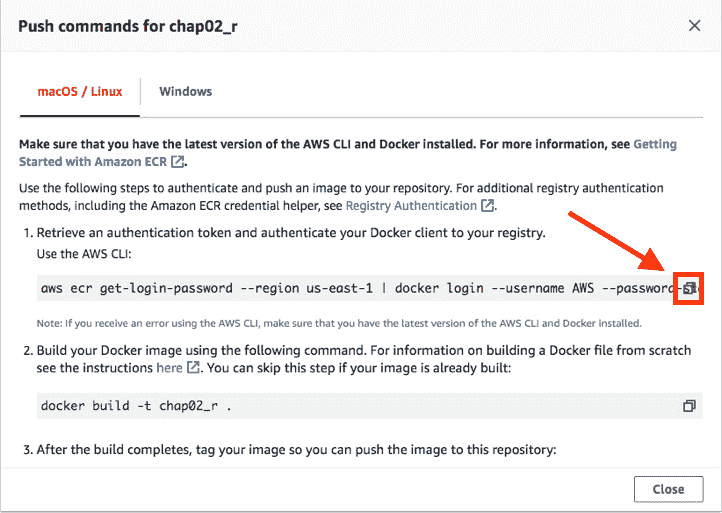 Push commands for chap02_r
macOS / Linux
Windows
Make sure that you have the latest version of the AWS CLI and Docker installed. For more information, see Getting
Started with Amazon ECR.
Use the following steps to authenticate and push an image to your repository. For additional registry authentication
methods, including the Amazon ECR credential helper, see Registry Authentication.
1. Retrieve an authentication token and authenticate your Docker client to your registry.
Use the AWS CLI:
aws ecr get-login-password --region us-east-1 | docker login --username AWS --password-
Note: If you receive an error using the AWS CLI, make sure that you have the latest version of the AWS CLI and Docker installed.
2. Build your Docker image using the following command. For information on building a Docker file from scratch
see the instructions here. You can skip this step if your image is already built:
docker build -t chap02_r .
3. After the build completes, tag your image so you can push the image to this repository:
Close